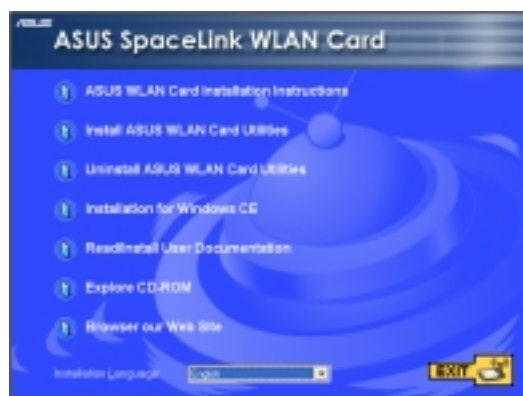 ASUS
ASUS SpaceLink WLAN Card
ASUS WLAN Card Installation Instructions
Install ASUS WLAN Card Utilities
Uninstall ASUS WLAN Card Utilities
Installation for Windows CE
Read/Install User Documentation
Explore CD-ROM
Browser our Web Site
Installation Language:
English
EXIT